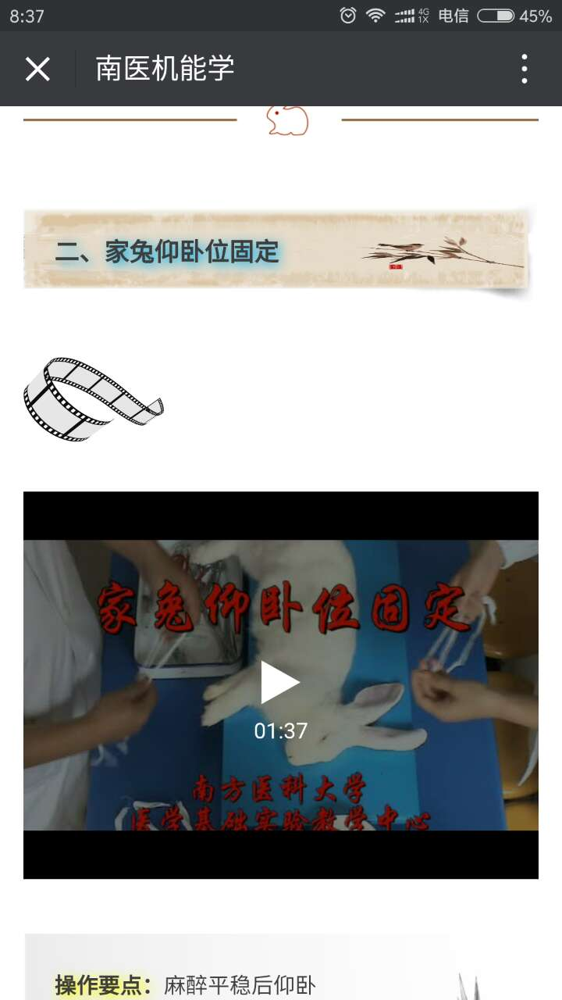 8:37
4G
1X
电信
45%
南医机能学
二、家兔仰卧位固定
家兔仰卧位固定
01:37
南方医科大学
医学基础实验教学中心
操作要点：麻醉平稳后仰卧